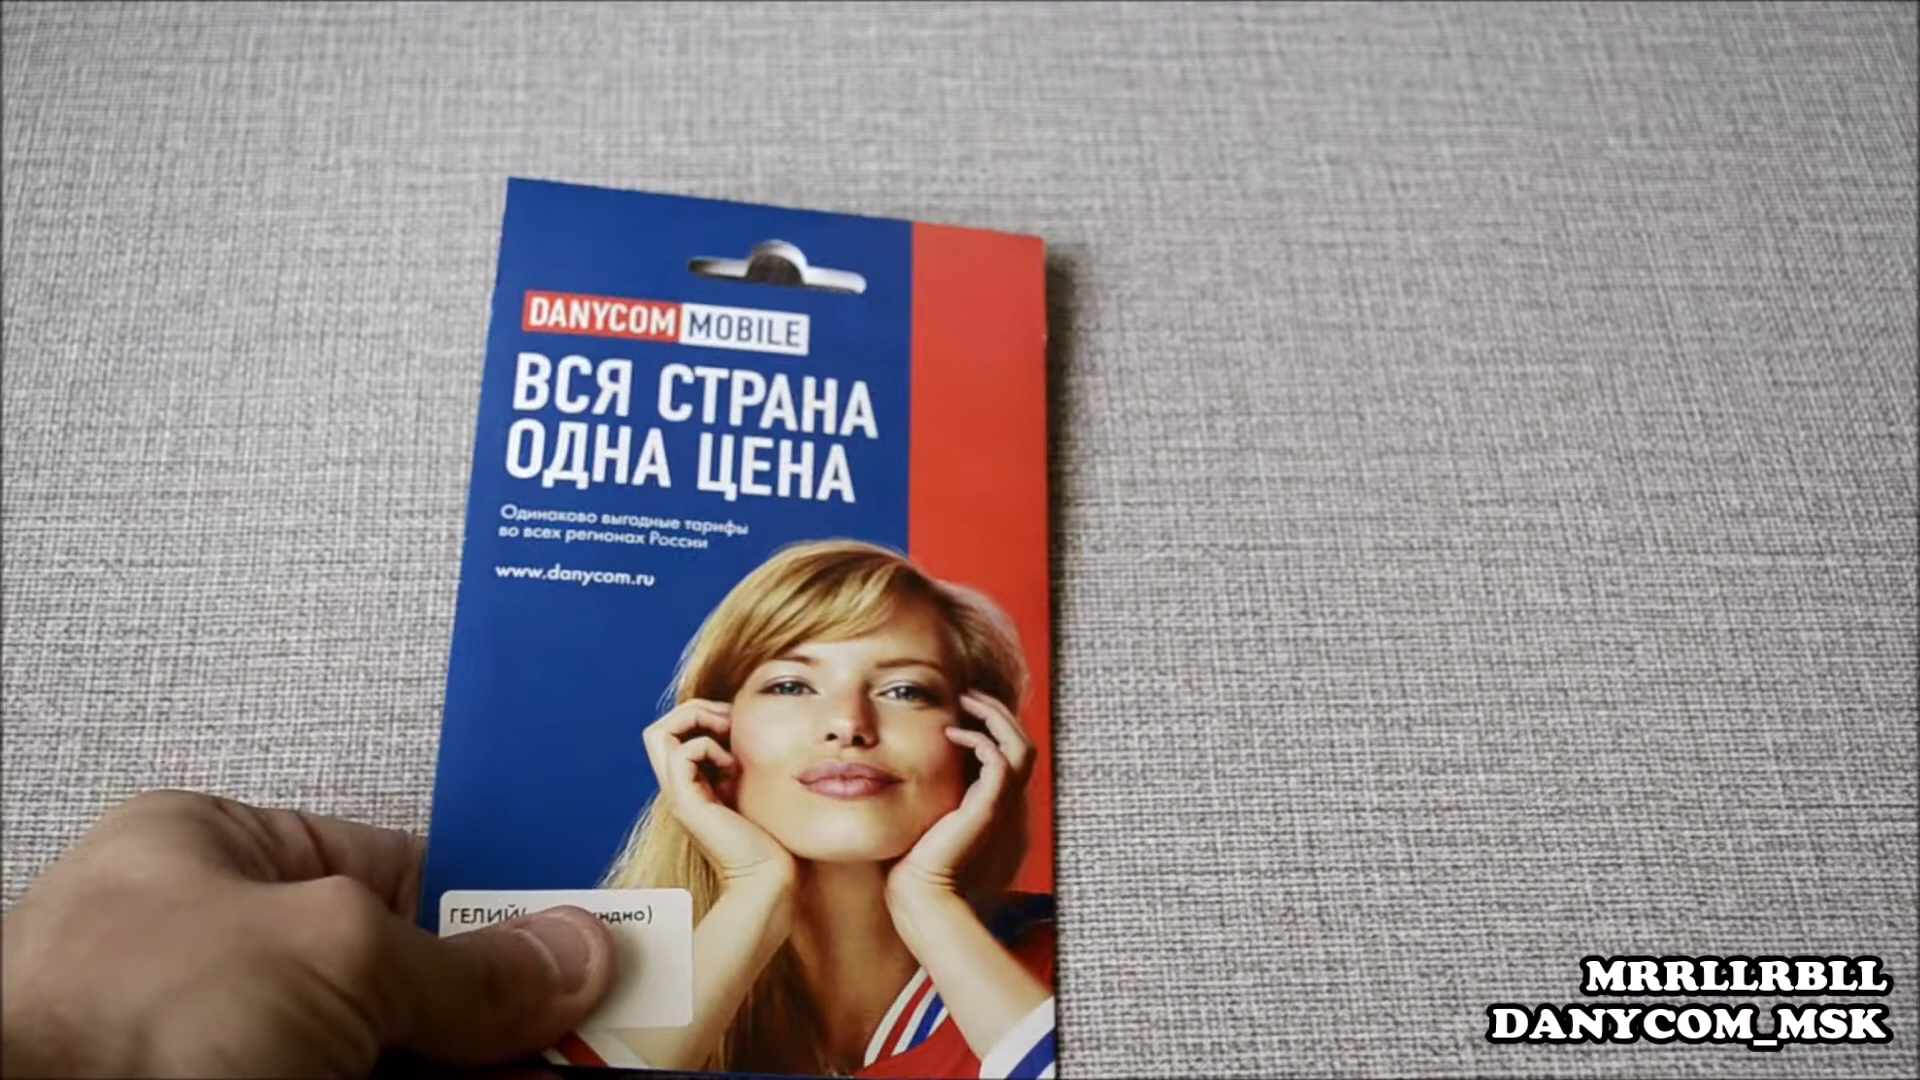 DANYCOM MOBILE
ВСЯ СТРАНА
ОДНА ЦЕНА
Одинаково выгодные тарифы
во всех регионах России
www.danycom.ru
ГЕЛИЙ(
MRRLLRBLL
DANYCOM_MSK